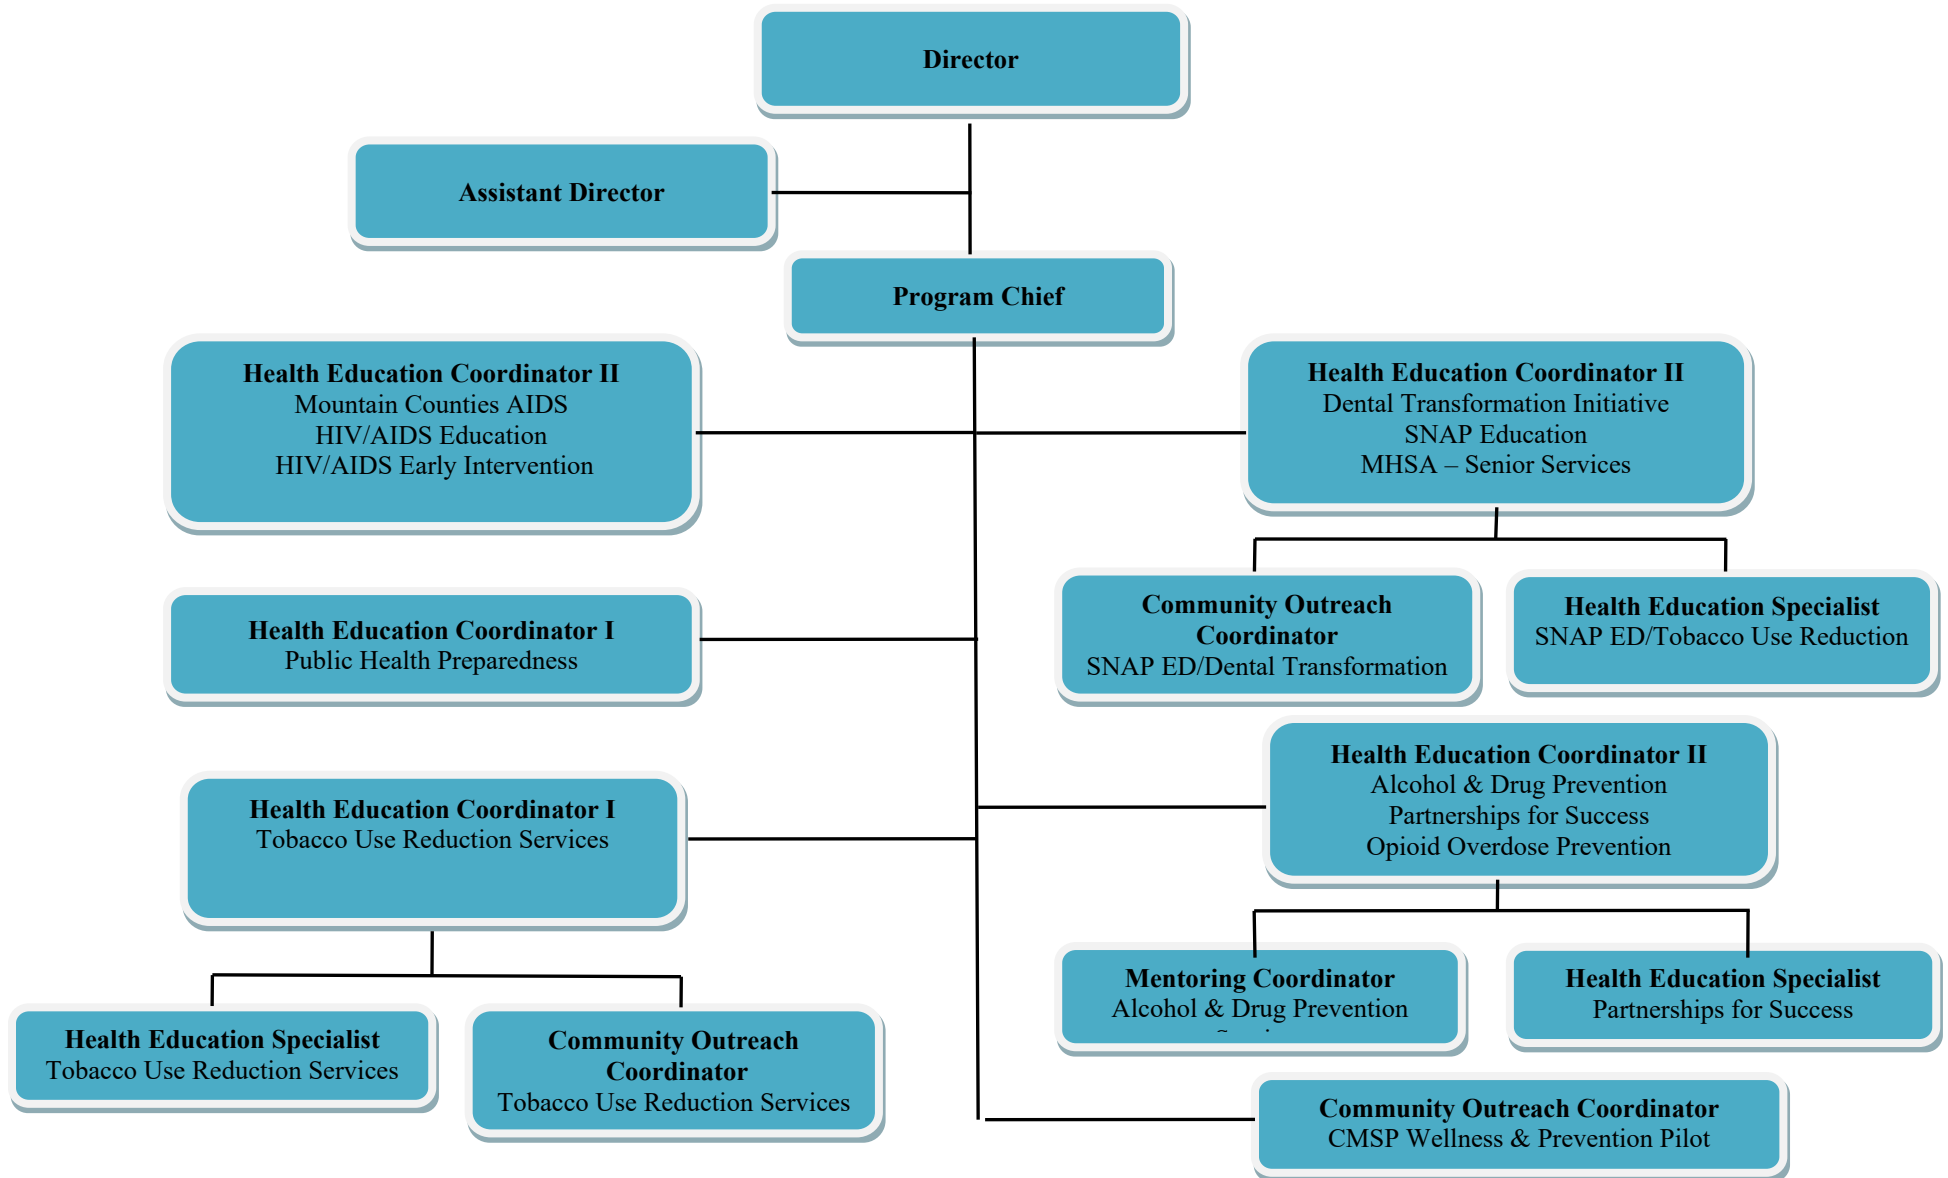 Director
Assistant Director
Program Chief
Health Education Coordinator II
Mountain Counties AIDS
HIV/AIDS Education
HIV/AIDS Early Intervention
Health Education Coordinator II
Dental Transformation Initiative
SNAP Education
MHSA – Senior Services
Community Outreach
Coordinator
SNAP ED/Dental Transformation
Health Education Specialist
SNAP ED/Tobacco Use Reduction
Health Education Coordinator I
Public Health Preparedness
Health Education Coordinator II
Alcohol & Drug Prevention
Partnerships for Success
Opioid Overdose Prevention
Health Education Coordinator I
Tobacco Use Reduction Services
Mentoring Coordinator
Alcohol & Drug Prevention
Health Education Specialist
Partnerships for Success
Health Education Specialist
Tobacco Use Reduction Services
Community Outreach
Coordinator
Tobacco Use Reduction Services
Community Outreach Coordinator
CMSP Wellness & Prevention Pilot